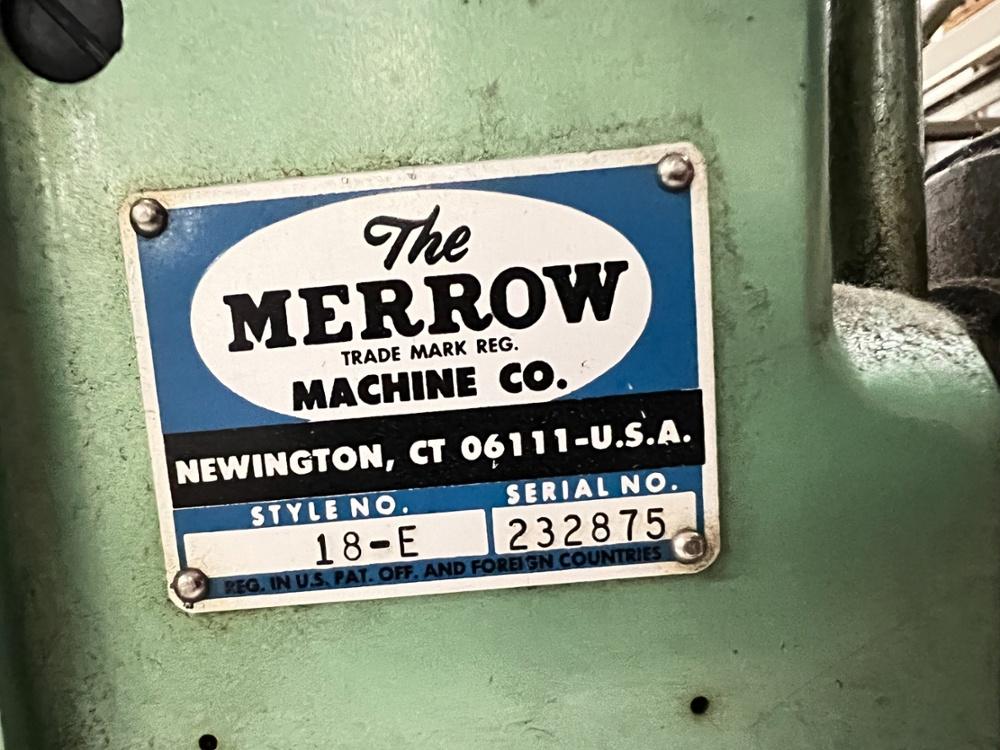 The
MERROW
TRADE MARK REG.
MACHINE CO.
NEWINGTON, CT 06111-U.S.A.
STYLE NO. SERIAL NO.
18-E 232875
REG. IN U.S. PAT. OFF. AND FOREIGN COUNTRIES